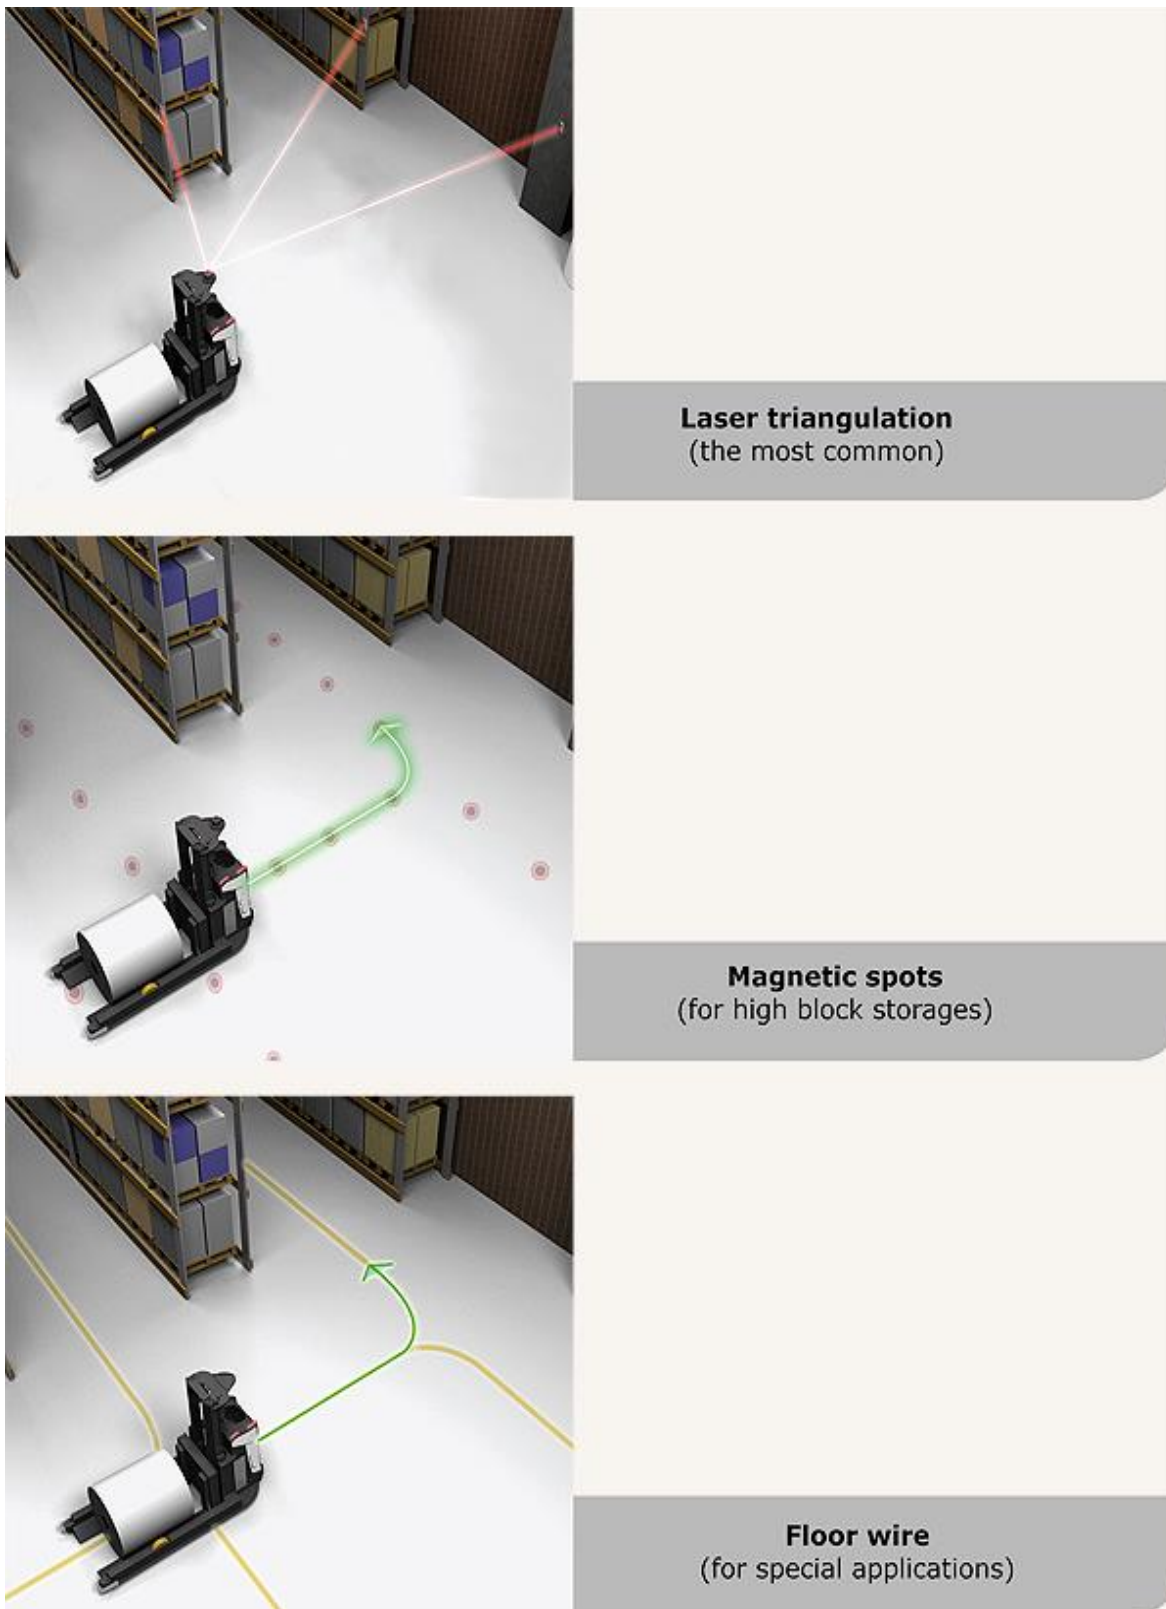 Laser triangulation
(the most common)
Magnetic spots
(for high block storages)
Floor wire
(for special applications)